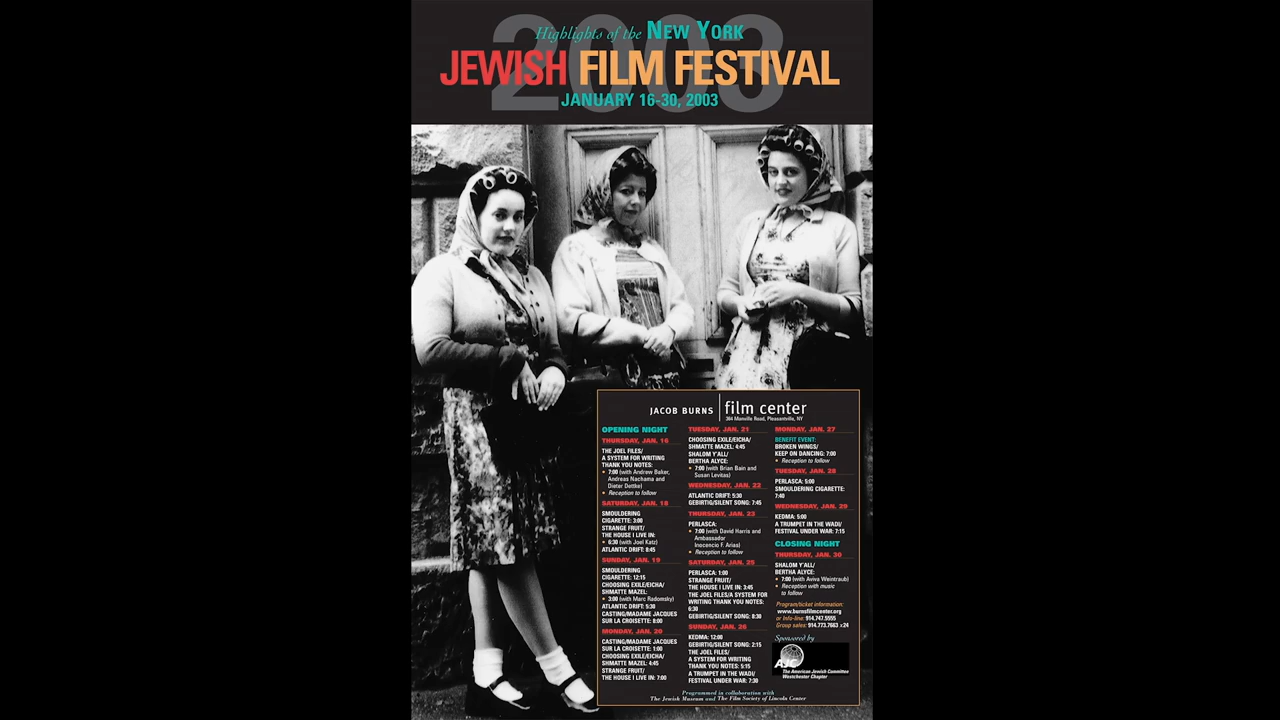 2003
Highlights of the NEW YORK
JEWISH FILM FESTIVAL
JANUARY 16-30, 2003
JACOB BURNS film center
364 Manville Road, Pleasantville, NY
OPENING NIGHT
THURSDAY, JAN. 16
THE JOEL FILES/
A SYSTEM FOR WRITING
THANK YOU NOTES:
• 7:00 (with Andrew Baker,
Andreas Nachama and
Dieter Dettke)
• Reception to follow
SATURDAY, JAN. 18
SMOULDERING
CIGARETTE: 3:00
STRANGE FRUIT/
THE HOUSE I LIVE IN:
• 6:30 (with Joel Katz)
ATLANTIC DRIFT: 8:45
SUNDAY, JAN. 19
SMOULDERING
CIGARETTE: 12:15
CHOOSING EXILE/EICHA/
SHMATTE MAZEL:
• 3:00 (with Marc Radomsky)
ATLANTIC DRIFT: 5:30
CASTING/MADAME JACQUES
SUR LA CROISETTE: 8:00
MONDAY, JAN. 20
CASTING/MADAME JACQUES
SUR LA CROISETTE: 1:00
CHOOSING EXILE/EICHA/
SHMATTE MAZEL: 4:45
STRANGE FRUIT/
THE HOUSE I LIVE IN: 7:00
TUESDAY, JAN. 21
CHOOSING EXILE/EICHA/
SHMATTE MAZEL: 4:45
SHALOM Y'ALL/
BERTHA ALYCE:
• 7:00 (with Brian Bain and
Susan Levitas)
WEDNESDAY, JAN. 22
ATLANTIC DRIFT: 5:30
GEBIRTIG/SILENT SONG: 7:45
THURSDAY, JAN. 23
PERLASCA:
• 7:00 (with David Harris and
Ambassador
Inocencio F. Arias)
• Reception to follow
SATURDAY, JAN. 25
PERLASCA: 1:00
STRANGE FRUIT/
THE HOUSE I LIVE IN: 3:45
THE JOEL FILES/A SYSTEM FOR
WRITING THANK YOU NOTES:
6:30
GEBIRTIG/SILENT SONG: 8:30
SUNDAY, JAN. 26
KEDMA: 12:00
GEBIRTIG/SILENT SONG: 2:15
THE JOEL FILES/
A SYSTEM FOR WRITING
THANK YOU NOTES: 5:15
A TRUMPET IN THE WADI/
FESTIVAL UNDER WAR: 7:30
MONDAY, JAN. 27
BENEFIT EVENT:
BROKEN WINGS/
KEEP ON DANCING: 7:00
• Reception to follow
TUESDAY, JAN. 28
PERLASCA: 5:00
SMOULDERING CIGARETTE:
7:40
WEDNESDAY, JAN. 29
KEDMA: 5:00
A TRUMPET IN THE WADI/
FESTIVAL UNDER WAR: 7:15
CLOSING NIGHT
THURSDAY, JAN. 30
SHALOM Y'ALL/
BERTHA ALYCE:
• 7:00 (with Aviva Weintraub)
• Reception with music
to follow
Program/ticket information:
www.burnsfilmcenter.org
or Info-line: 914.747.5555
Group sales: 914.773.7663 x24
Sponsored by
AJC
The American Jewish Committee
Westchester Chapter
Programmed in collaboration with
The Jewish Museum and The Film Society of Lincoln Center